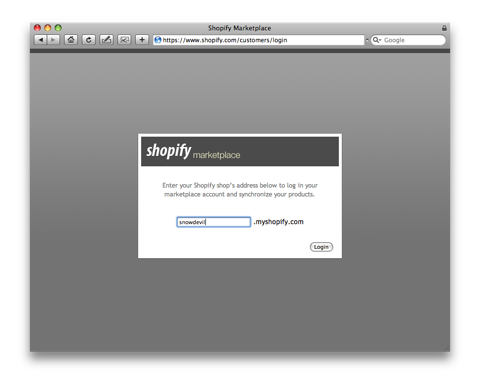 Shopify Marketplace
https://www.shopify.com/customers/login
Google
shopify marketplace
Enter your Shopify shop's address below to log in your
marketplace account and synchronize your products.
snowdevil .myshopify.com
Login